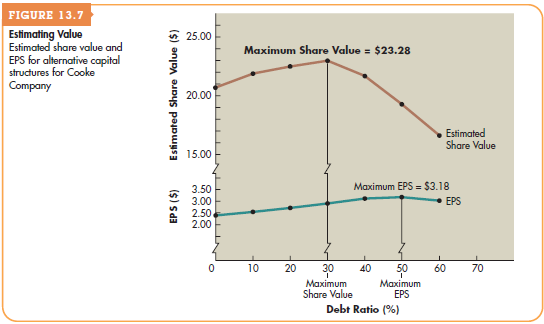 FIGURE 13.7
Estimating Value
Estimated share value and
EPS for alternative capital
structures for Cooke
Company
Estimated Share Value ($)
25.00
20.00
15.00
Maximum Share Value = $23.28
Estimated
Share Value
EPS ($)
3.50
3.00
2.50
2.00
Maximum EPS = $3.18
EPS
0 10 20 30 40 50 60 70
Maximum
Share Value
Maximum
EPS
Debt Ratio (%)